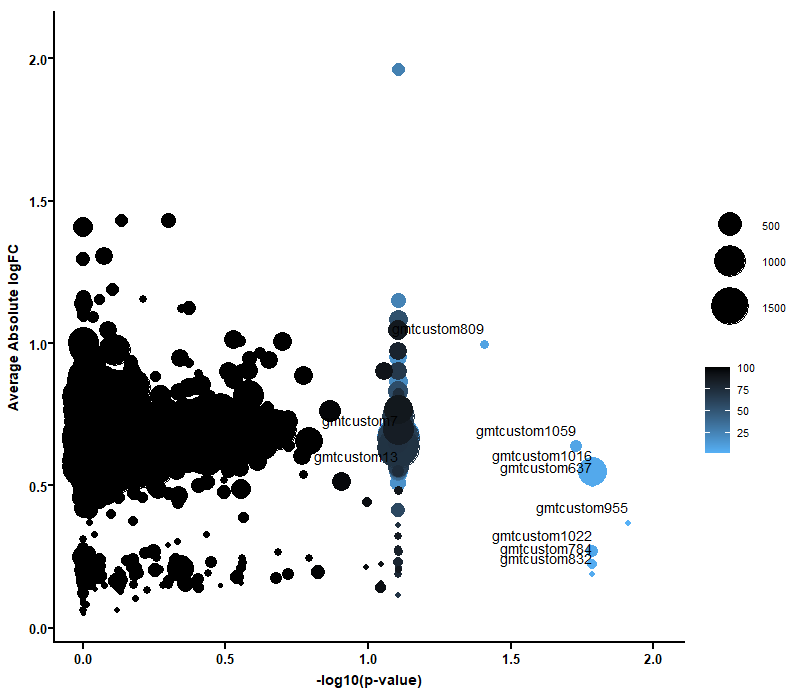 2.0
1.5
1.0
0.5
0.0
Average Absolute logFC
gmtcustom809
gmtcustom7
gmtcustom13
gmtcustom1059
gmtcustom1016
gmtcustom637
gmtcustom955
gmtcustom1022
gmtcustom784
gmtcustom832
500
1000
1500
100
75
50
25
0.0 0.5 1.0 1.5 2.0
-log10(p-value)